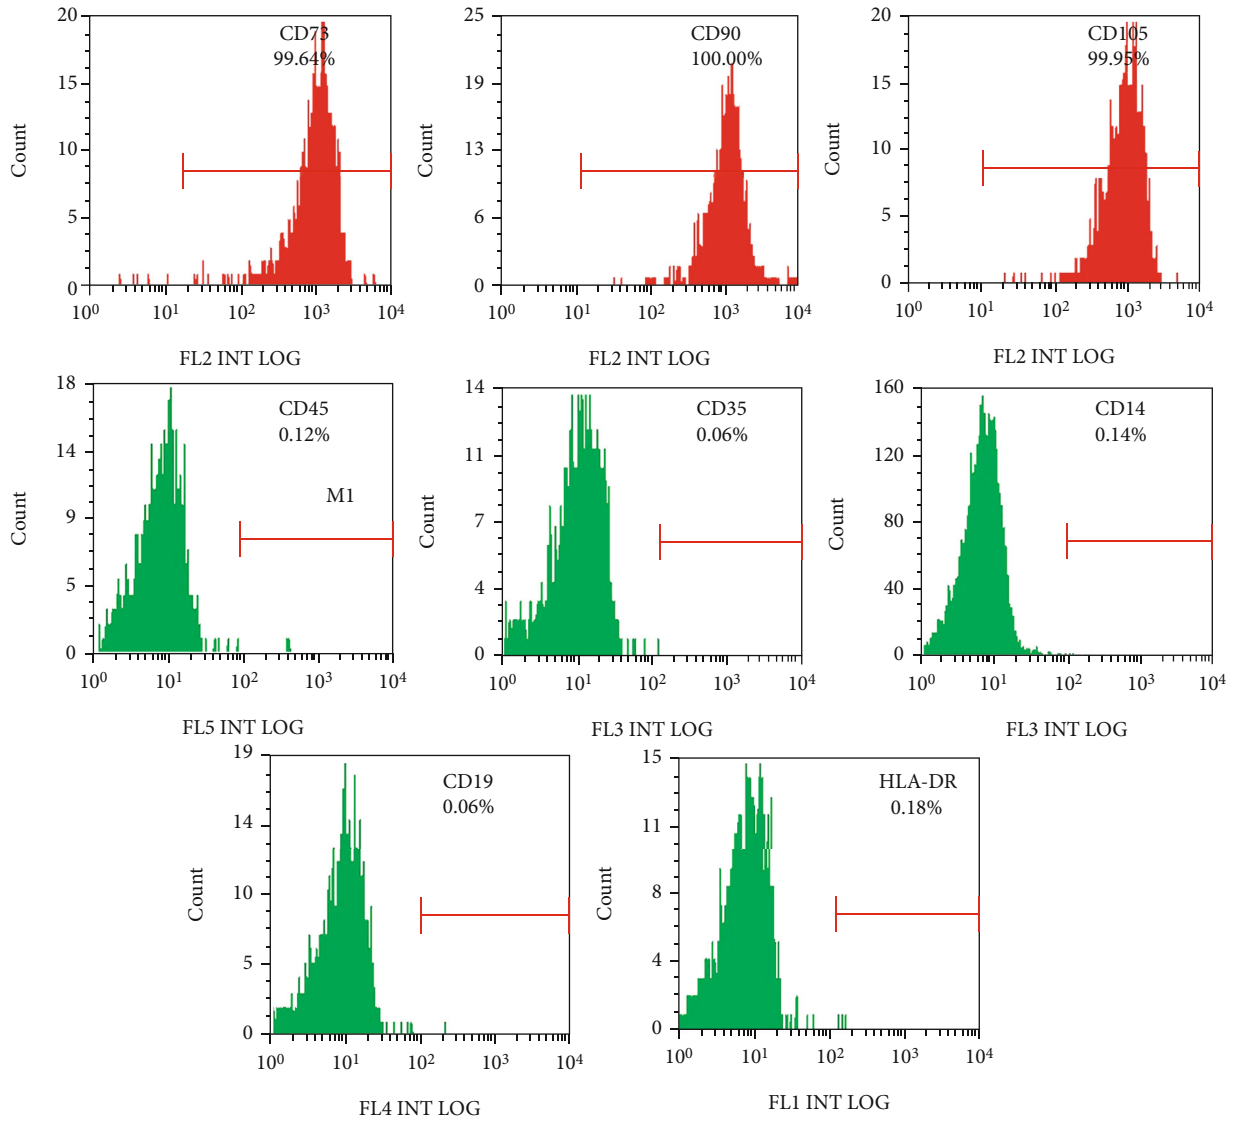 CD73
99.64%
Count
20
15
10
5
0
10⁰ 10¹ 10² 10³ 10⁴
FL2 INT LOG
CD90
100.00%
Count
25
19
13
6
0
10⁰ 10¹ 10² 10³ 10⁴
FL2 INT LOG
CD105
99.95%
Count
20
15
10
5
0
10⁰ 10¹ 10² 10³ 10⁴
FL2 INT LOG
CD45
0.12%
M1
Count
18
14
9
5
0
10⁰ 10¹ 10² 10³ 10⁴
FL5 INT LOG
CD35
0.06%
Count
14
11
7
4
0
10⁰ 10¹ 10² 10³ 10⁴
FL3 INT LOG
CD14
0.14%
Count
160
120
80
40
0
10⁰ 10¹ 10² 10³ 10⁴
FL3 INT LOG
CD19
0.06%
Count
19
14
10
5
0
10⁰ 10¹ 10² 10³ 10⁴
FL4 INT LOG
HLA-DR
0.18%
Count
15
11
8
4
0
10⁰ 10¹ 10² 10³ 10⁴
FL1 INT LOG